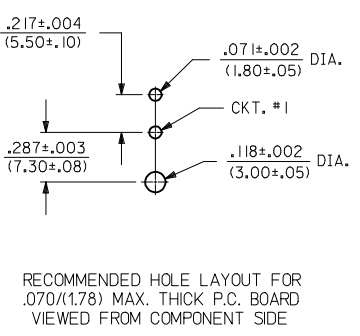 .217±.004
(5.50±.10)
.071±.002
(1.80±.05)
DIA.
CKT. #1
.287±.003
(7.30±.08)
.118±.002
(3.00±.05)
DIA.
RECOMMENDED HOLE LAYOUT FOR
.070/(1.78) MAX. THICK P.C. BOARD
VIEWED FROM COMPONENT SIDE